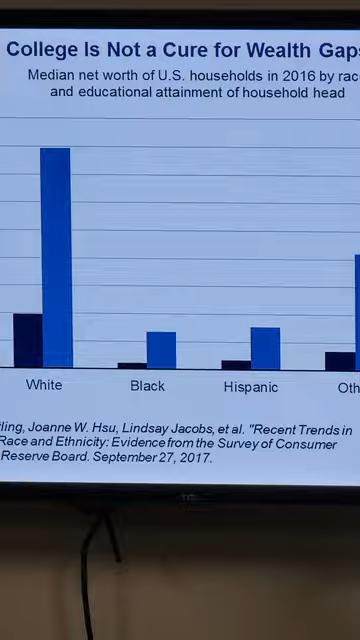 College Is Not a Cure for Wealth Gaps
Median net worth of U.S. households in 2016 by rac
and educational attainment of household head
White Black Hispanic Oth
tling, Joanne W. Hsu, Lindsay Jacobs, et al. "Recent Trends in
Race and Ethnicity: Evidence from the Survey of Consumer
Reserve Board. September 27, 2017.